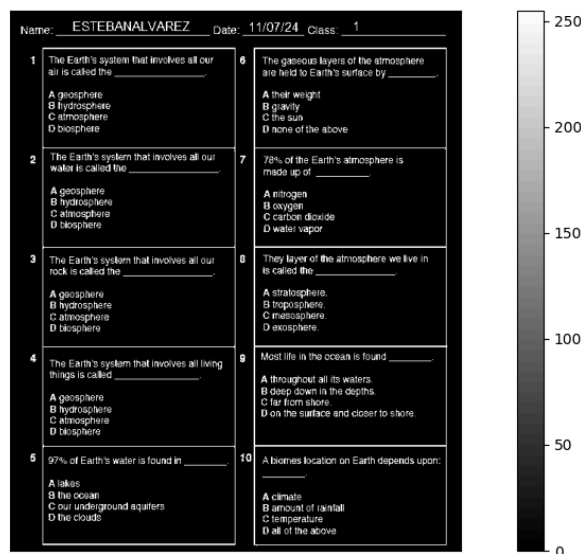 Name: ESTEBANALVAREZ Date: 11/07/24 Class: 1
1 The Earth's system that involves all our
air is called the ____________.
A geosphere
B hydrosphere
C atmosphere
D biosphere
2 The Earth's system that involves all our
water is called the ____________.
A geosphere
B hydrosphere
C atmosphere
D biosphere
3 The Earth's system that involves all our
rock is called the ____________.
A geosphere
B hydrosphere
C atmosphere
D biosphere
4 The Earth's system that involves all living
things is called ____________.
A geosphere
B hydrosphere
C atmosphere
D biosphere
5 97% of Earth's water is found in ______.
A lakes
B the ocean
C our underground aquifers
D the clouds
6 The gaseous layers of the atmosphere
are held to Earth's surface by ______.
A their weight
B gravity
C the sun
D none of the above
7 78% of the Earth's atmosphere is
made up of ______.
A nitrogen
B oxygen
C carbon dioxide
D water vapor
8 They layer of the atmosphere we live in
is called the ____________.
A stratosphere.
B troposphere.
C mesosphere.
D exosphere.
9 Most life in the ocean is found ______.
A throughout all its waters.
B deep down in the depths.
C far from shore.
D on the surface and closer to shore.
10 A biomes location on Earth depends upon:
______.
A climate
B amount of rainfall
C temperature
D all of the above
250
200
150
100
50
0